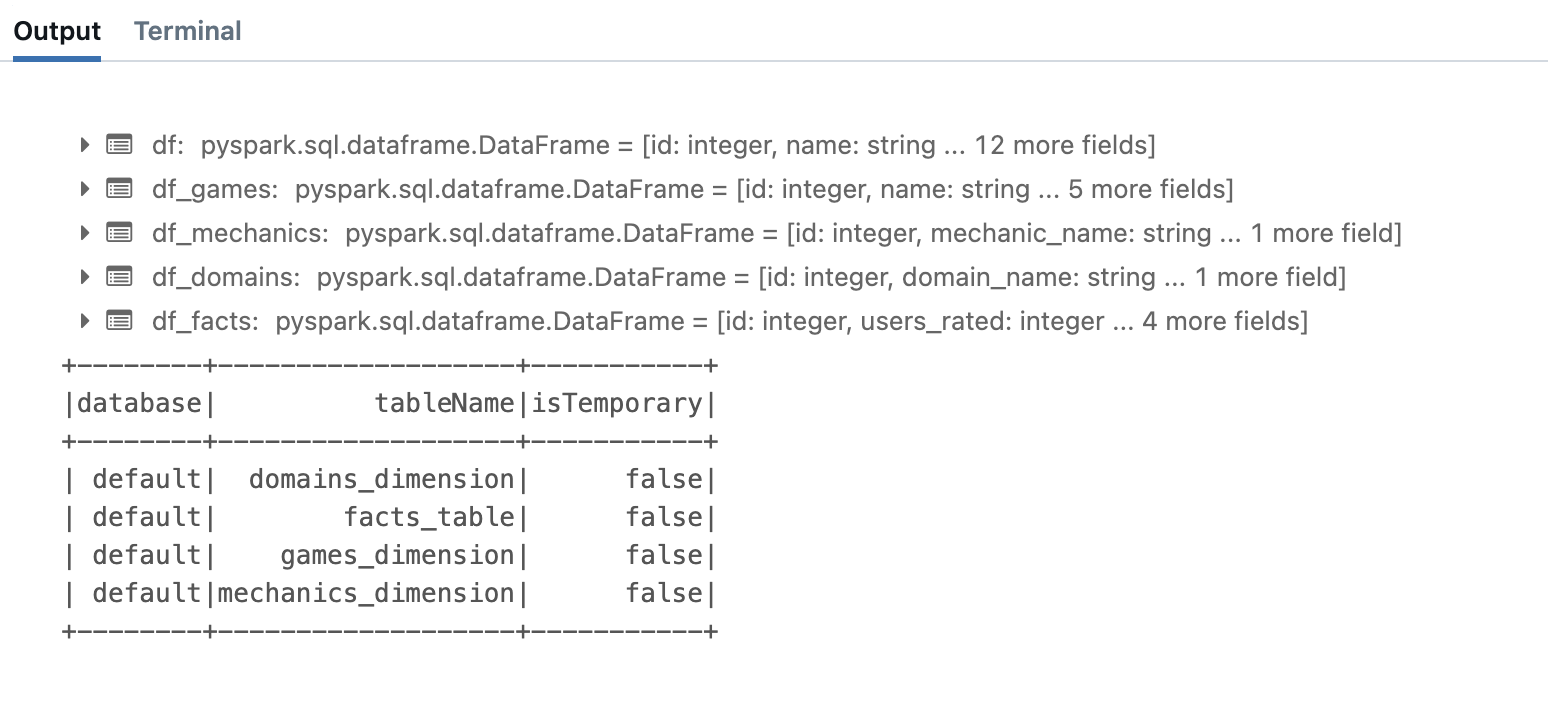 Output Terminal
df: pyspark.sql.dataframe.DataFrame = [id: integer, name: string ... 12 more fields]
df_games: pyspark.sql.dataframe.DataFrame = [id: integer, name: string ... 5 more fields]
df_mechanics: pyspark.sql.dataframe.DataFrame = [id: integer, mechanic_name: string ... 1 more field]
df_domains: pyspark.sql.dataframe.DataFrame = [id: integer, domain_name: string ... 1 more field]
df_facts: pyspark.sql.dataframe.DataFrame = [id: integer, users_rated: integer ... 4 more fields]
+--------+-------------------+-----------+
|database|          tableName|isTemporary|
+--------+-------------------+-----------+
| default|  domains_dimension|      false|
| default|        facts_table|      false|
| default|    games_dimension|      false|
| default|mechanics_dimension|      false|
+--------+-------------------+-----------+